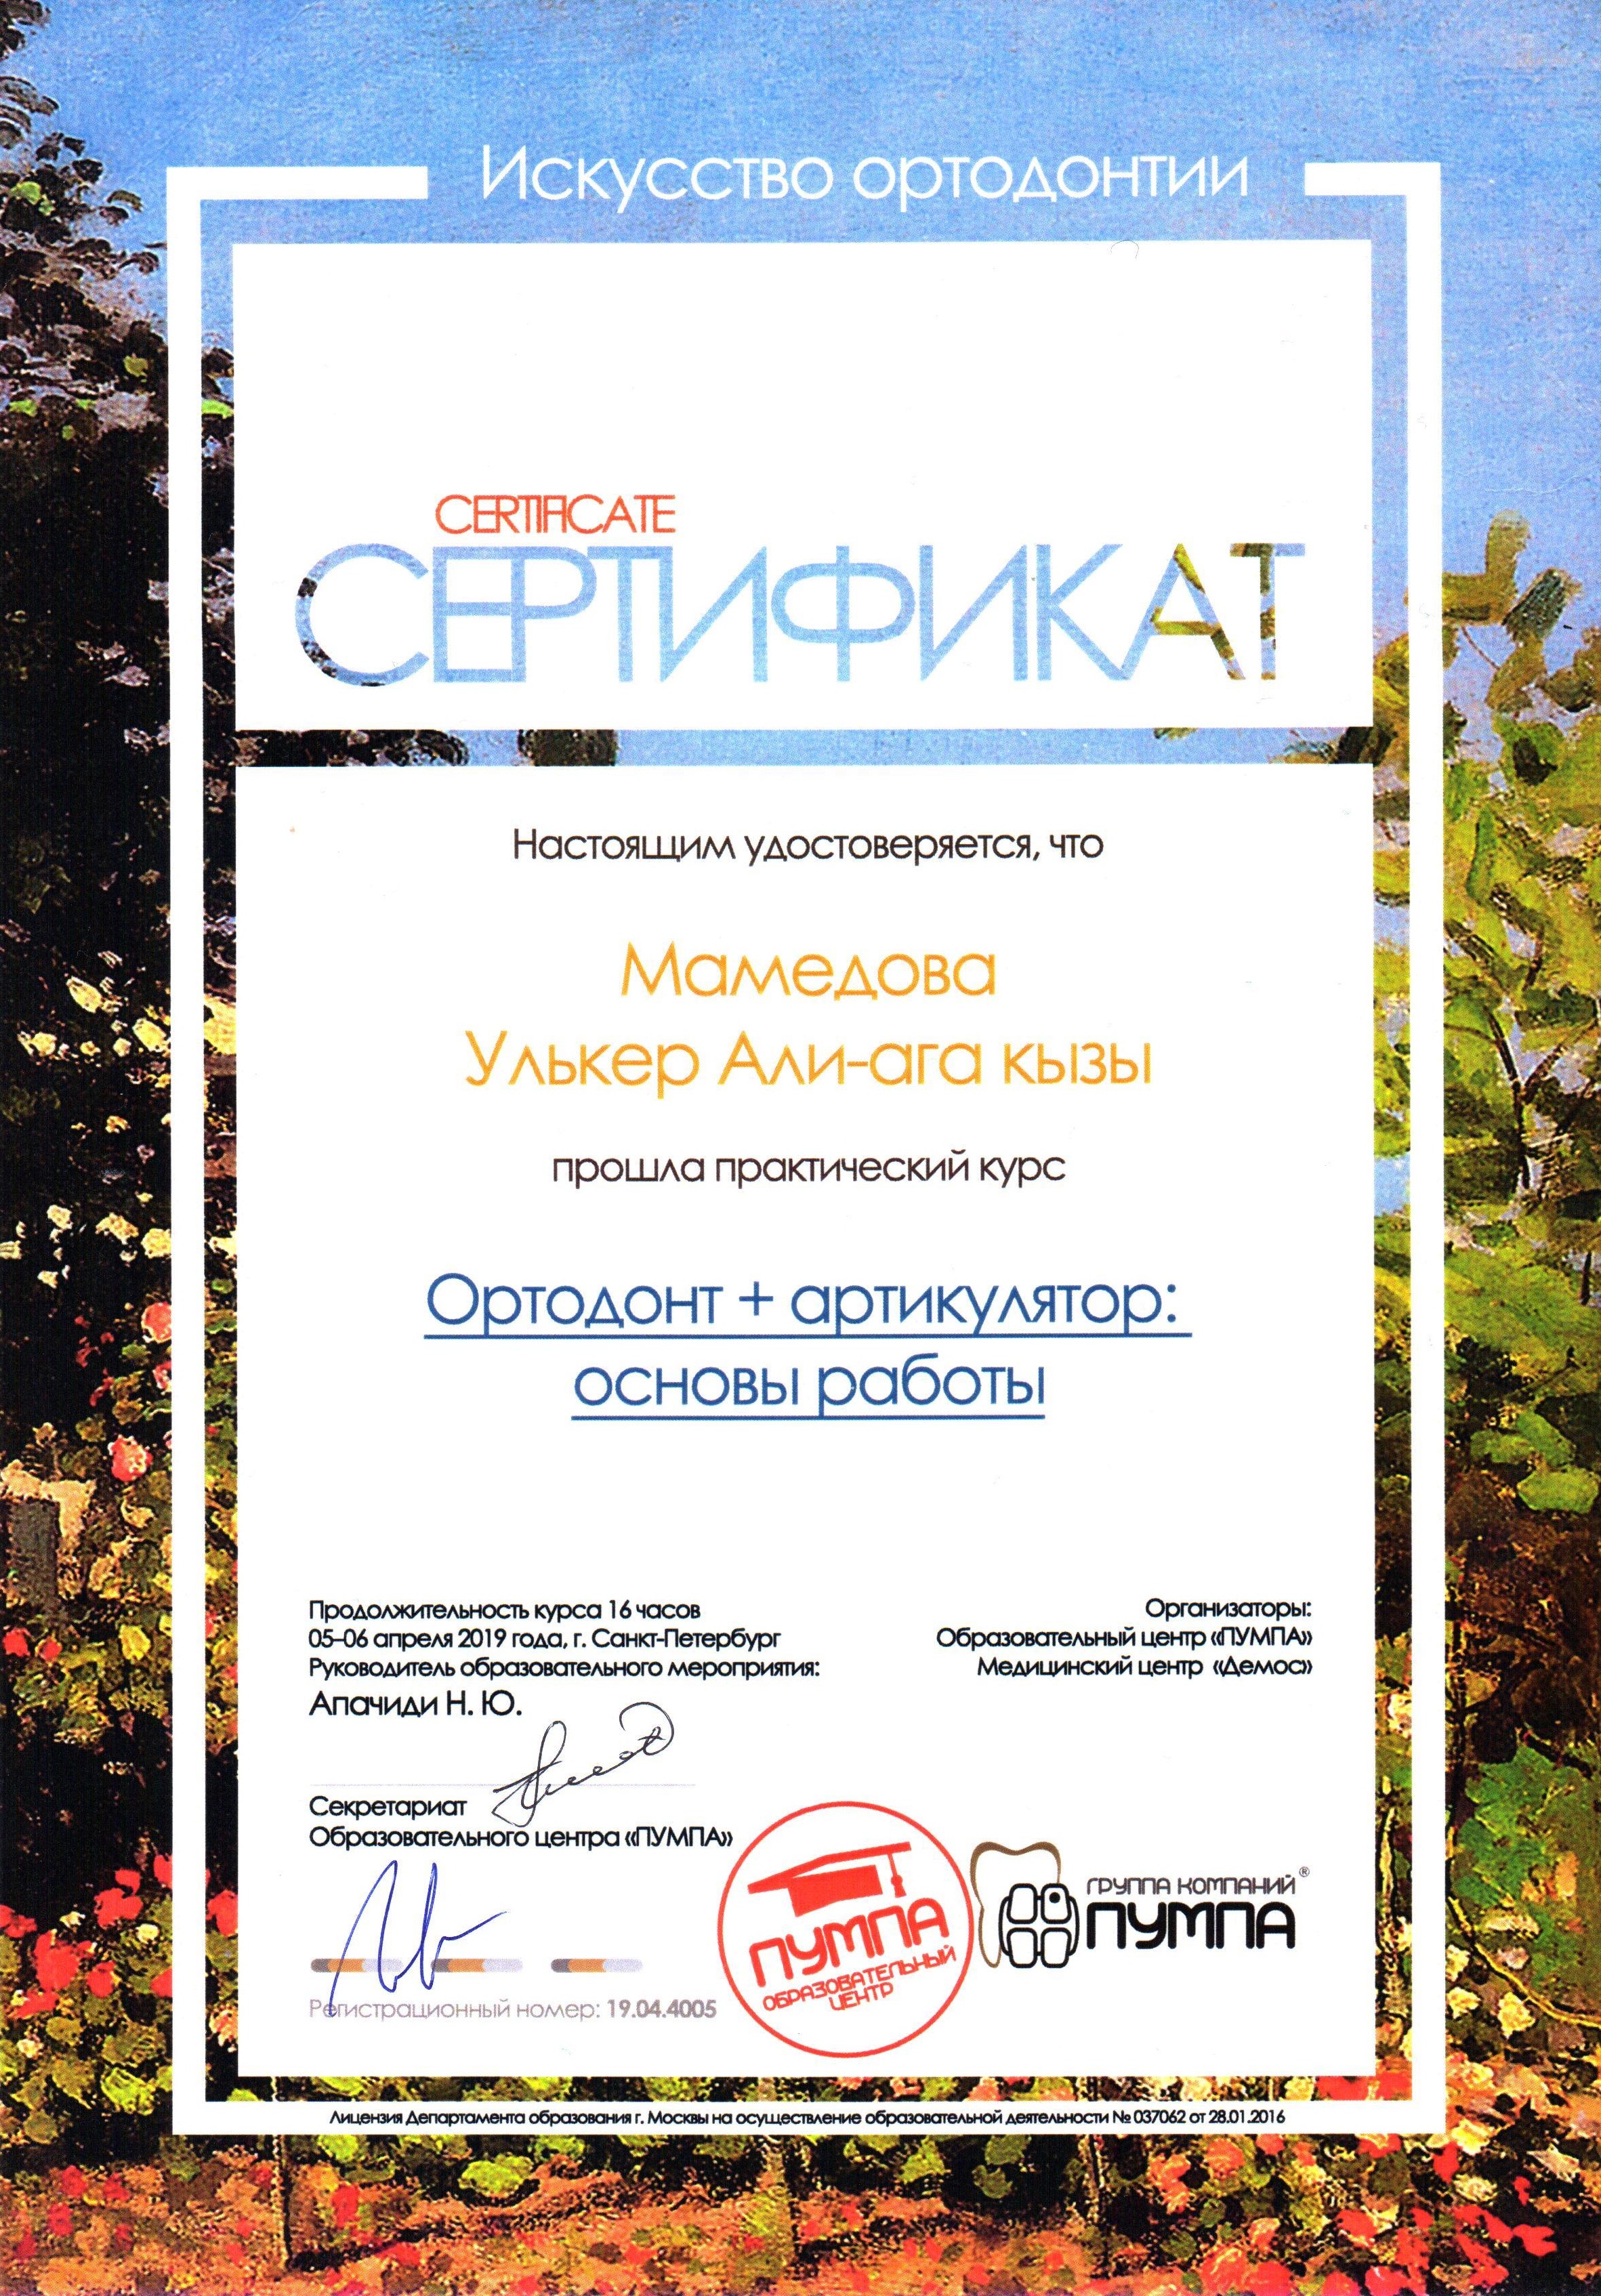 Искусство ортодонтии
CERTIFICATE
СЕРТИФИКАТ
Настоящим удостоверяется, что
Мамедова
Улькер Али-ага кызы
прошла практический курс
Ортодонт + артикулятор:
основы работы
Продолжительность курса 16 часов
05-06 апреля 2019 года, г. Санкт-Петербург
Руководитель образовательного мероприятия:
Апачиди Н. Ю.
Организаторы:
Образовательный центр «ПУМПА»
Медицинский центр «Демос»
Секретариат
Образовательного центра «ПУМПА»
Регистрационный номер: 19.04.4005
ПУМПА
ОБРАЗОВАТЕЛЬНЫЙ
ЦЕНТР
ГРУППА КОМПАНИЙ®
ПУМПА
Лицензия Департамента образования г. Москвы на осуществление образовательной деятельности № 037062 от 28.01.2016